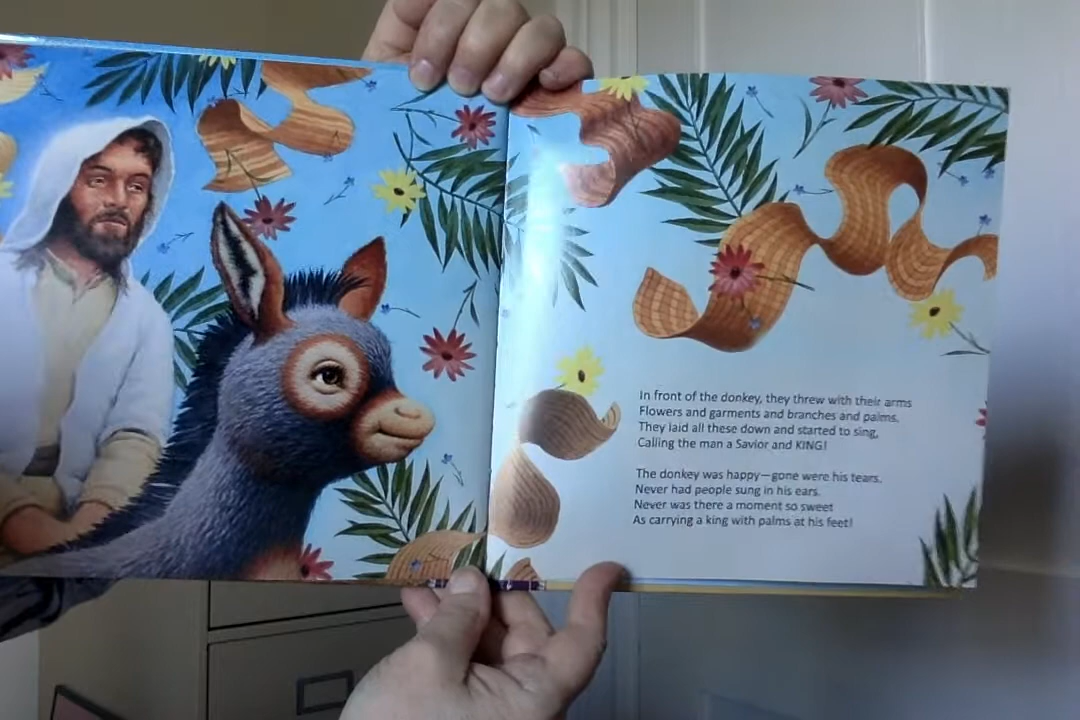 In front of the donkey, they threw with their arms
Flowers and garments and branches and palms.
They laid all these down and started to sing,
Calling the man a Savior and KING!
The donkey was happy—gone were his tears.
Never had people sung in his ears.
Never was there a moment so sweet
As carrying a king with palms at his feet!